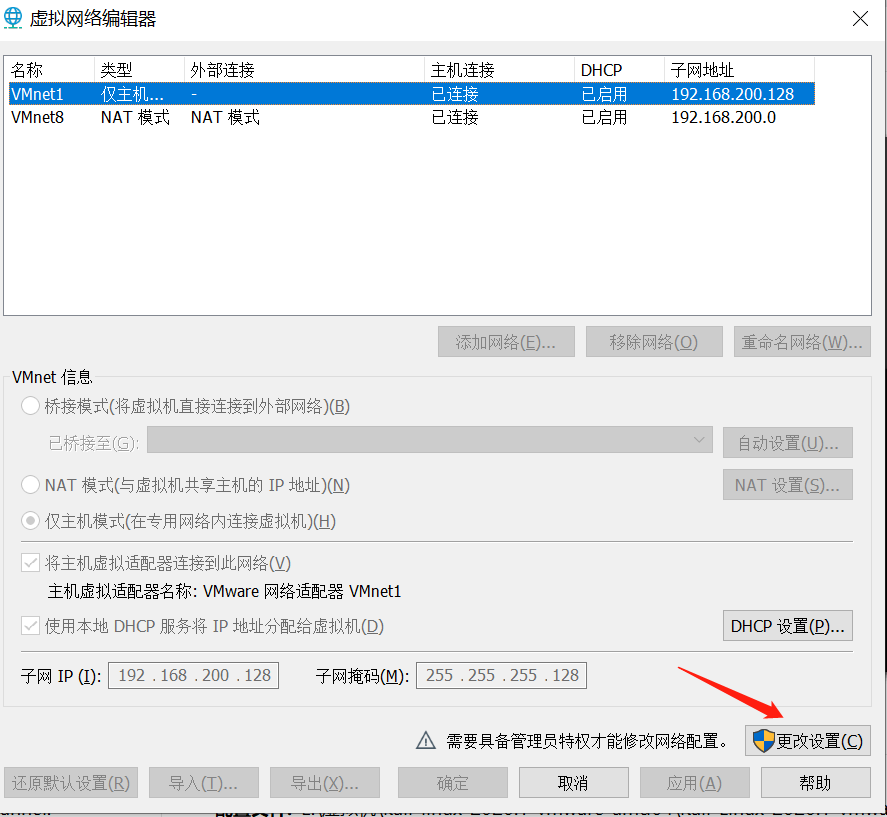 虚拟网络编辑器
名称 类型 外部连接 主机连接 DHCP 子网地址
VMnet1 仅主机... - 已连接 已启用 192.168.200.128
VMnet8 NAT 模式 NAT 模式 已连接 已启用 192.168.200.0
添加网络(E)... 移除网络(O) 重命名网络(W)...
VMnet 信息
桥接模式(将虚拟机直接连接到外部网络)(B)
已桥接至(G): 自动设置(U)...
NAT 模式(与虚拟机共享主机的 IP 地址)(N) NAT 设置(S)...
仅主机模式(在专用网络内连接虚拟机)(H)
将主机虚拟适配器连接到此网络(V)
主机虚拟适配器名称: VMware 网络适配器 VMnet1
使用本地 DHCP 服务将 IP 地址分配给虚拟机(D) DHCP 设置(P)...
子网 IP (I): 192 . 168 . 200 . 128 子网掩码(M): 255 . 255 . 255 . 128
需要具备管理员特权才能修改网络配置。 更改设置(C)
还原默认设置(R) 导入(T)... 导出(X)... 确定 取消 应用(A) 帮助